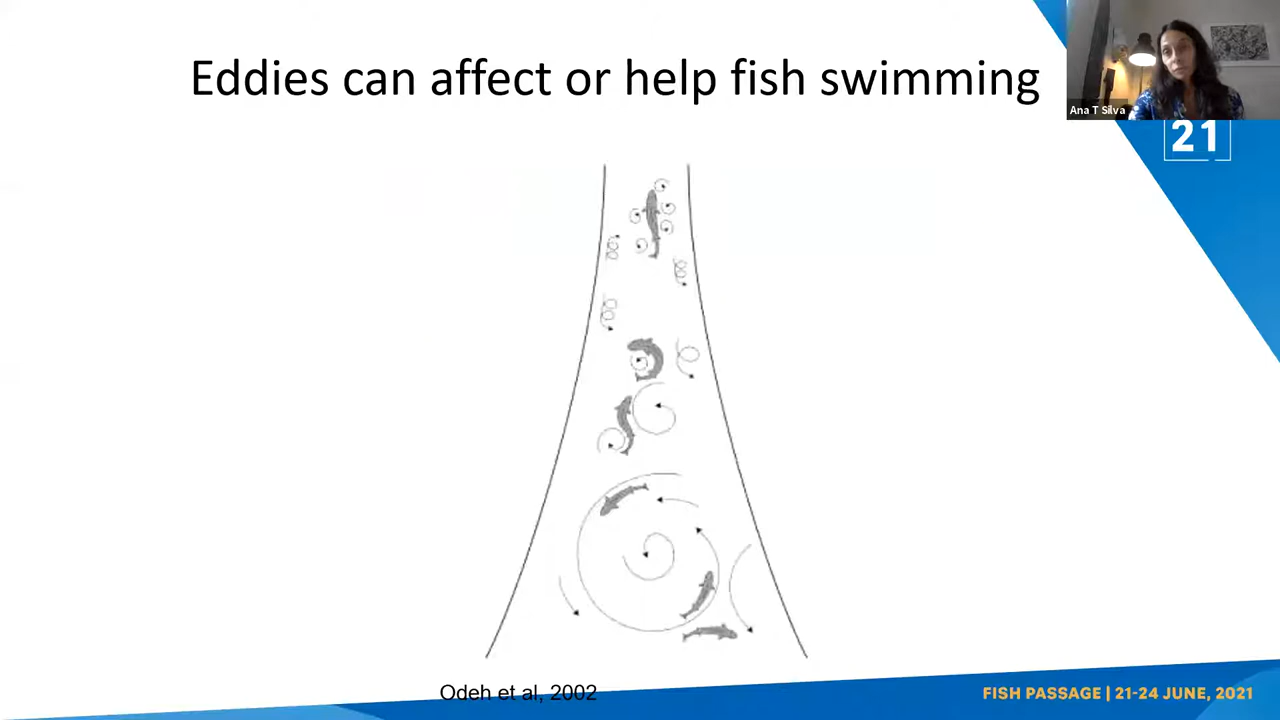 Eddies can affect or help fish swimming
Ana T Silva
21
Odeh et al, 2002
FISH PASSAGE | 21-24 JUNE, 2021